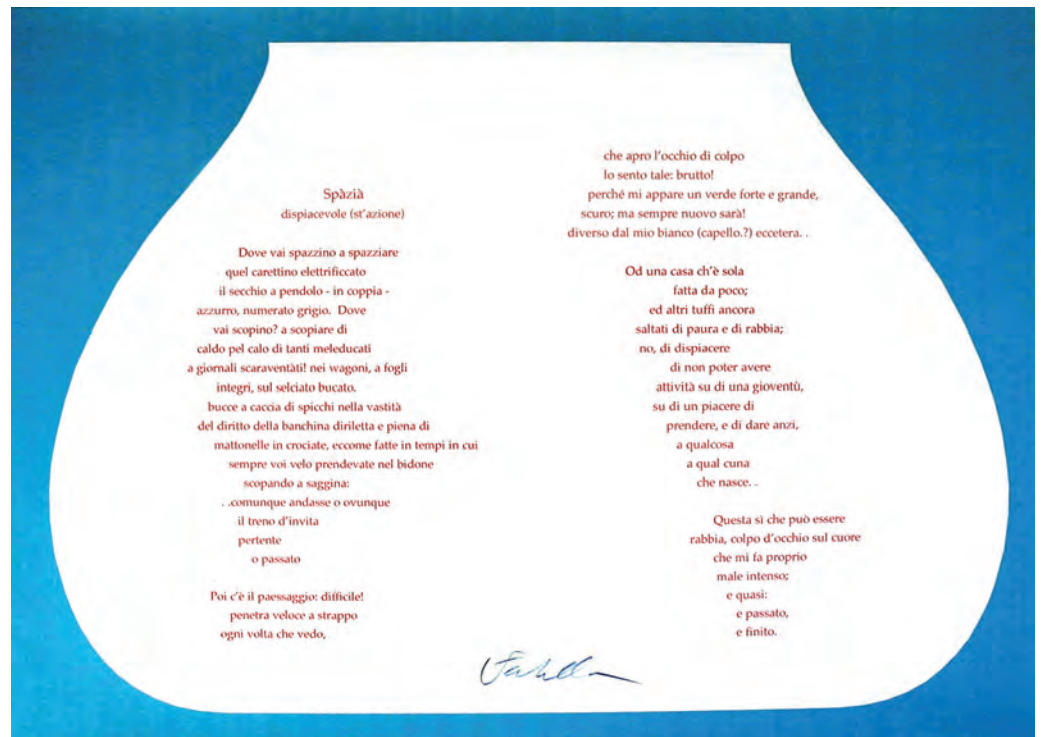 Spàzià
dispiacevole (st'azione)
Dove vai spazzino a spazziare
quel carettino elettrificcato
il secchio a pendolo - in coppia -
azzurro, numerato grigio. Dove
vai scopino? a scopiare di
caldo pel calo di tanti meleducati
a giornali scaraventàti! nei wagoni, a fogli
integri, sul selciato bucato.
bucce a caccia di spicchi nella vastità
del diritto della banchina diriletta e piena di
mattonelle in crociate, eccome fatte in tempi in cui
sempre voi velo prendevate nel bidone
scopando a saggina:
. .comunque andasse o ovunque
il treno d'invita
pertente
o passato
Poi c'è il paessaggio: difficile!
penetra veloce a strappo
ogni volta che vedo,
che apro l'occhio di colpo
lo sento tale: brutto!
perché mi appare un verde forte e grande,
scuro; ma sempre nuovo sarà!
diverso dal mio bianco (capello.?) eccetera. .
Od una casa ch'è sola
fatta da poco;
ed altri tuffi ancora
saltati di paura e di rabbia;
no, di dispiacere
di non poter avere
attività su di una gioventù,
su di un piacere di
prendere, e di dare anzi,
a qualcosa
a qual cuna
che nasce. .
Questa sì che può essere
rabbia, colpo d'occhio sul cuore
che mi fa proprio
male intenso;
e quasi:
e passato,
e finito.